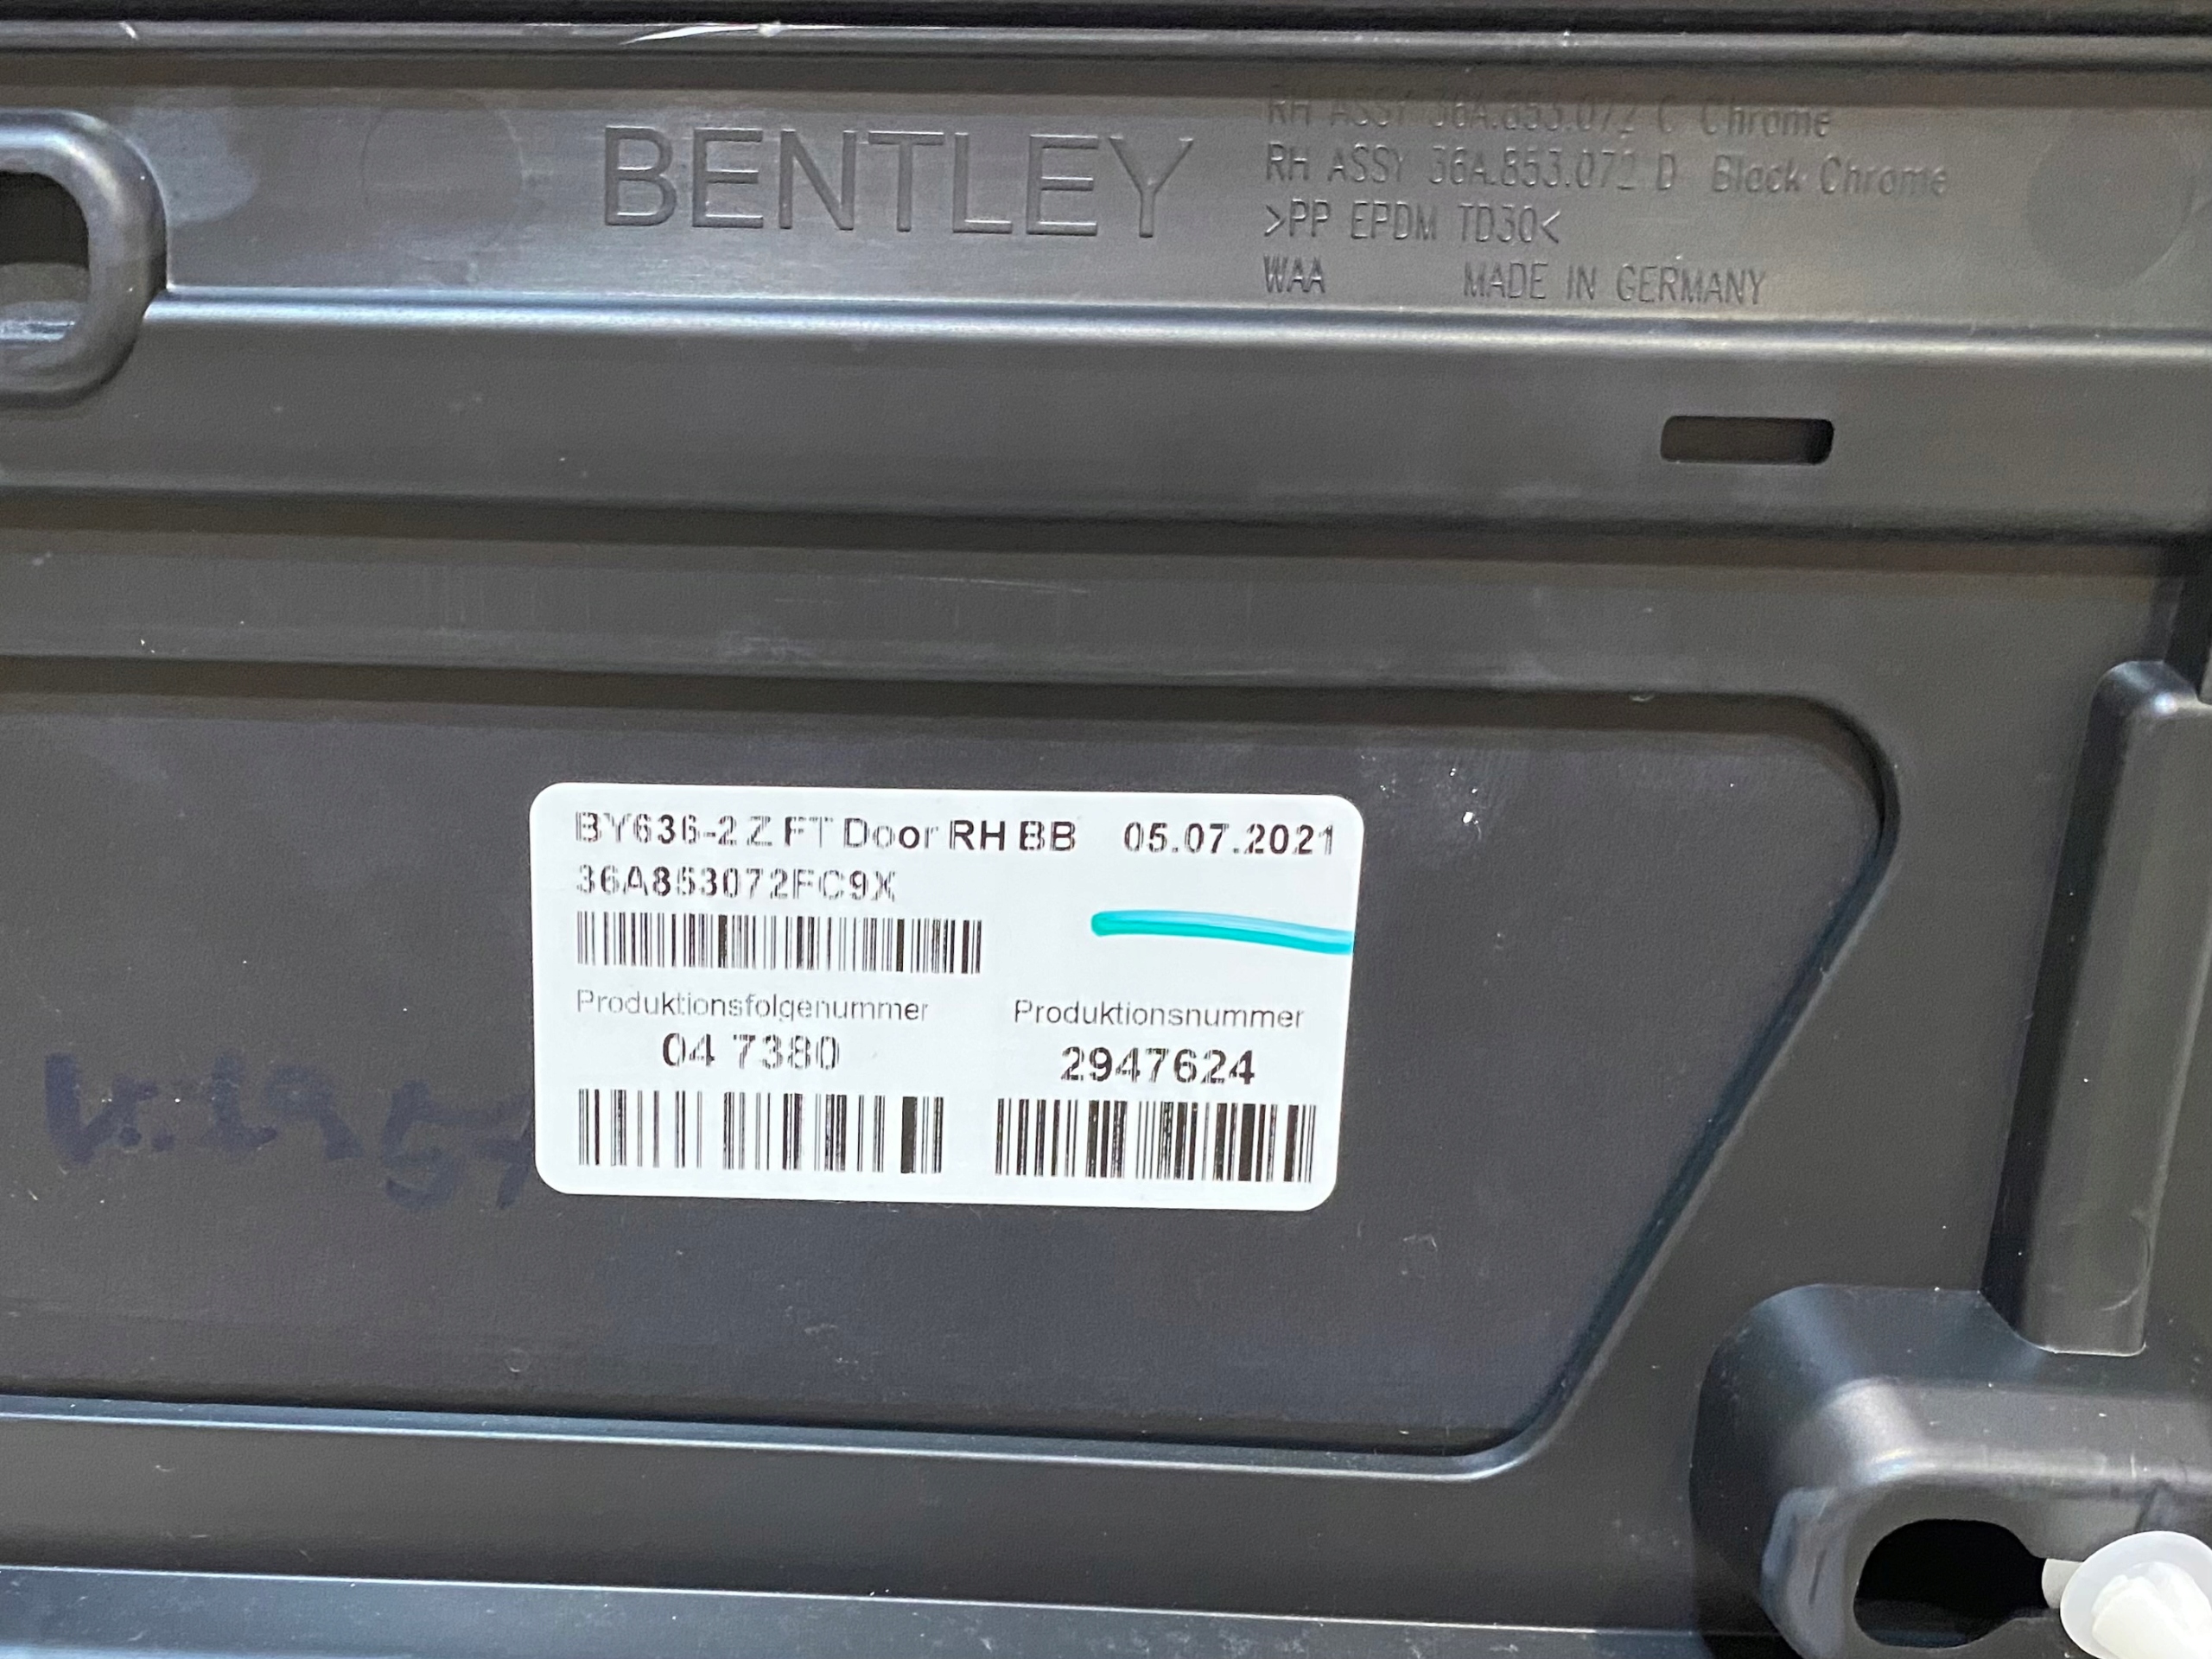 BENTLEY
RH ASSY 36A.853.072 C Chrome
RH ASSY 36A.853.072 D Black Chrome
>PP EPDM TD30<
WAA MADE IN GERMANY
BY636-2 Z FT Door RH BB 05.07.2021
36A853072FC9X
Produktionsfolgenummer Produktionsnummer
04 7380 2947624